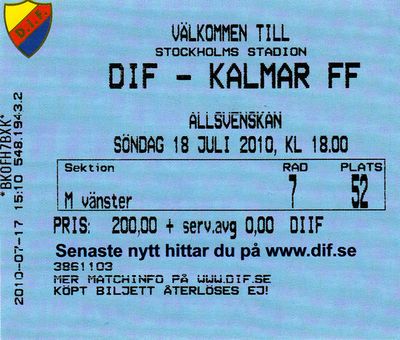 D.I.F.
VÄLKOMMEN TILL
STOCKHOLMS STADION
DIF - KALMAR FF
ALLSVENSKAN
SÖNDAG 18 JULI 2010, KL 18.00
Sektion RAD PLATS
M vänster 7 52
PRIS: 200,00 + serv.avg 0,00 DIIF
Senaste nytt hittar du på www.dif.se
3861103
MER MATCHINFO PÅ WWW.DIF.SE
KÖPT BILJETT ÅTERLÖSES EJ!
*BKOFH7BXK*
2010-07-17 15:10 548.1943.2